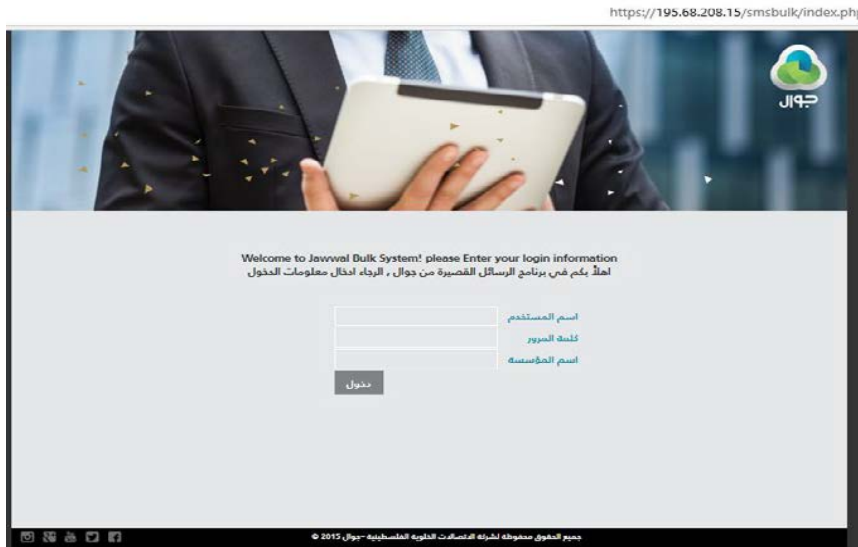 https://195.68.208.15/smsbulk/index.php
جوال
Welcome to Jawwal Bulk System! please Enter your login information
اهلاً بكم في برنامج الرسائل القصيرة من جوال , الرجاء ادخال معلومات الدخول
اسم المستخدم
كلمة المرور
اسم المؤسسة
دخول
جميع الحقوق محفوظة لشركة الاتصالات الخلوية الفلسطينية -جوال 2015 ©